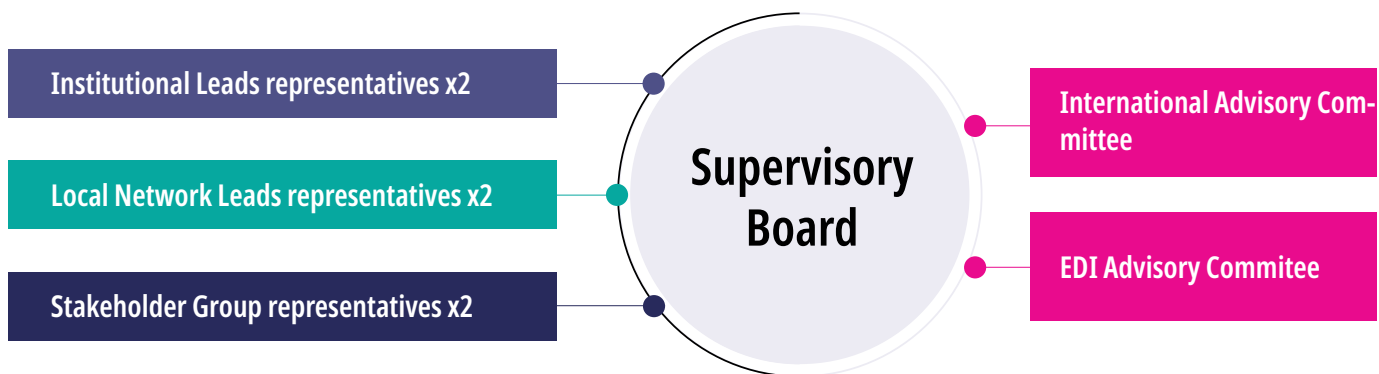 Institutional Leads representatives x2
Local Network Leads representatives x2
Stakeholder Group representatives x2
Supervisory
Board
International Advisory Com-
mittee
EDI Advisory Commitee